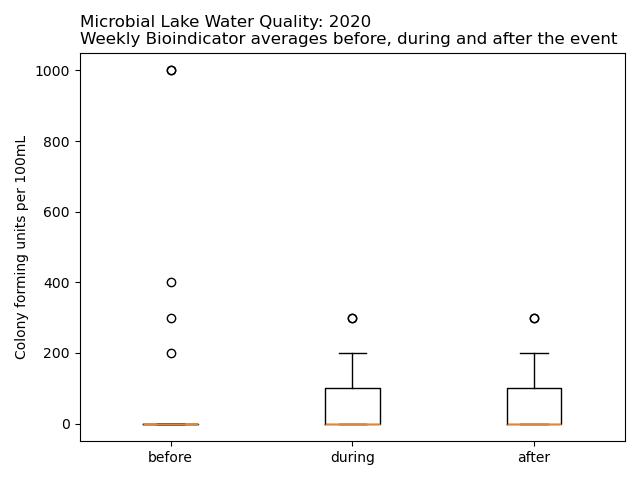 Microbial Lake Water Quality: 2020
Weekly Bioindicator averages before, during and after the event
Colony forming units per 100mL
1000
800
600
400
200
0
before
during
after